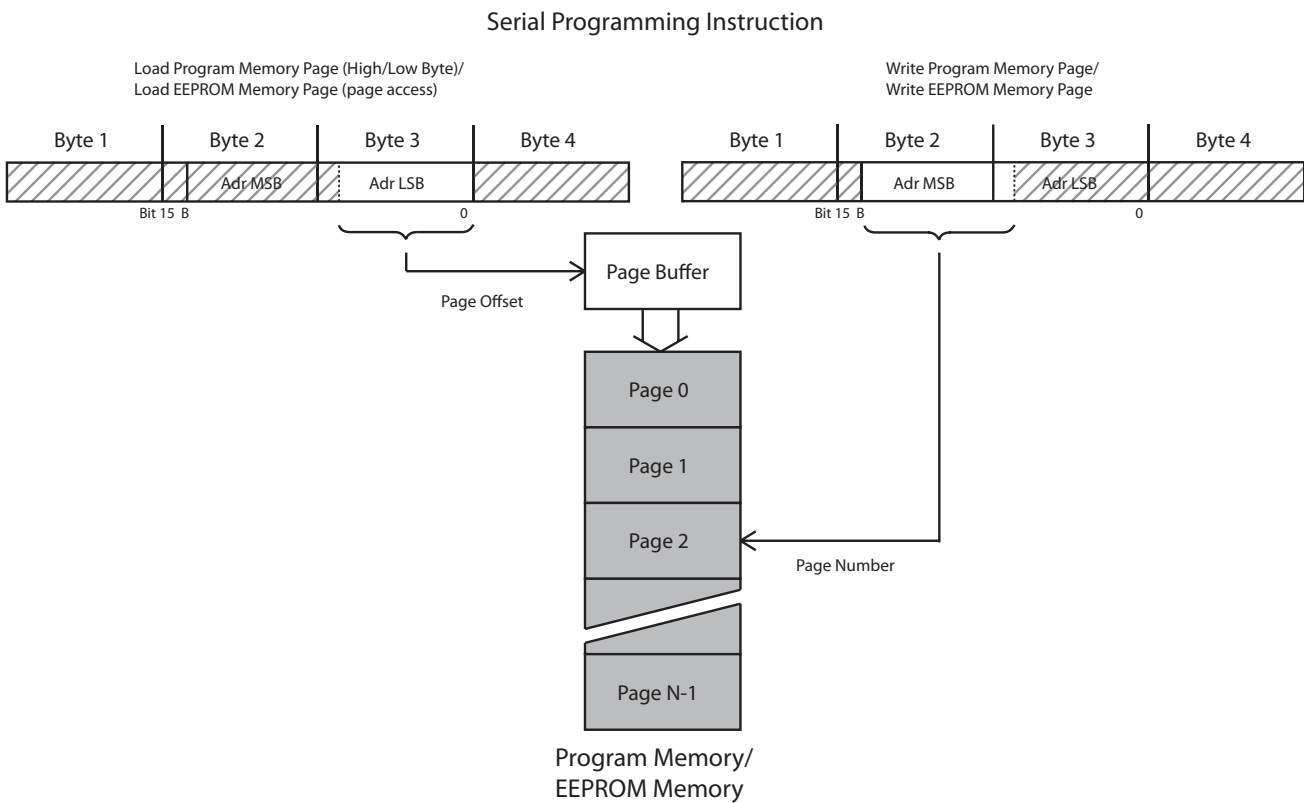 Serial Programming Instruction
Load Program Memory Page (High/Low Byte)/
Load EEPROM Memory Page (page access)
Write Program Memory Page/
Write EEPROM Memory Page
Byte 1 Byte 2 Byte 3 Byte 4
Byte 1 Byte 2 Byte 3 Byte 4
Adr MSB Adr LSB
Adr MSB Adr LSB
Bit 15 B 0
Bit 15 B 0
Page Buffer
Page Offset
Page 0
Page 1
Page 2
Page Number
Page N-1
Program Memory/
EEPROM Memory